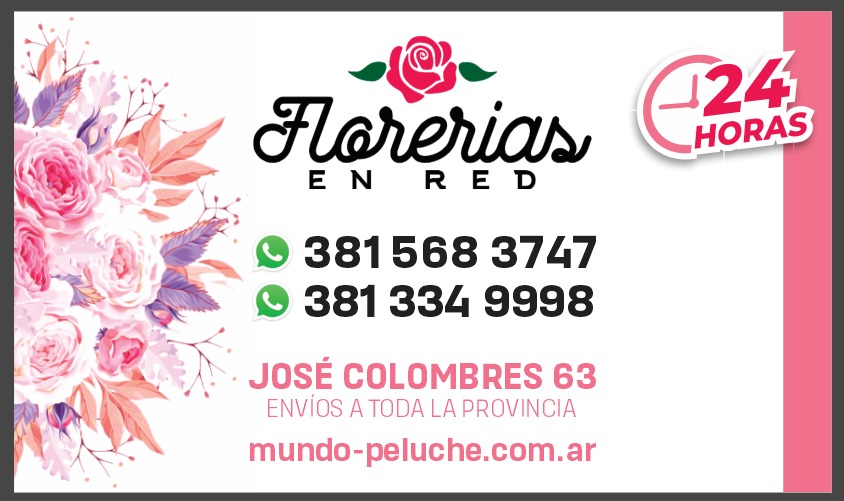 Florerias
EN RED
24
HORAS
381 568 3747
381 334 9998
JOSÉ COLOMBRES 63
ENVÍOS A TODA LA PROVINCIA
mundo-peluche.com.ar